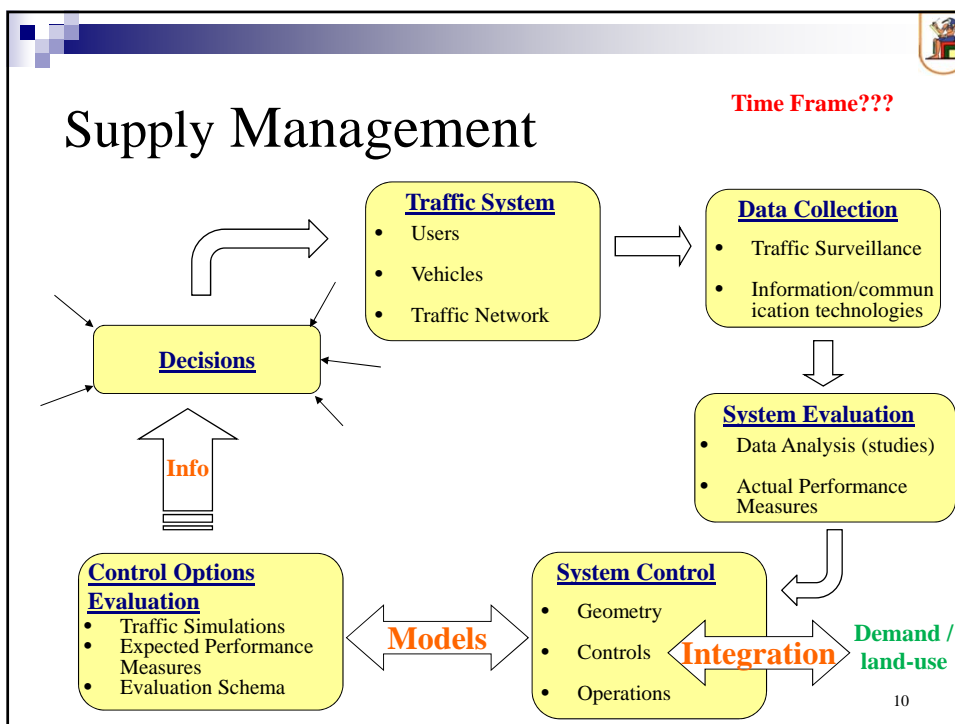 Time Frame???
Supply Management
Traffic System
• Users
• Vehicles
• Traffic Network
Data Collection
• Traffic Surveillance
• Information/commun
ication technologies
Decisions
System Evaluation
• Data Analysis (studies)
• Actual Performance
Measures
Info
Control Options
Evaluation
• Traffic Simulations
• Expected Performance
Measures
• Evaluation Schema
Models
System Control
• Geometry
• Controls
• Operations
Integration
Demand /
land-use
10